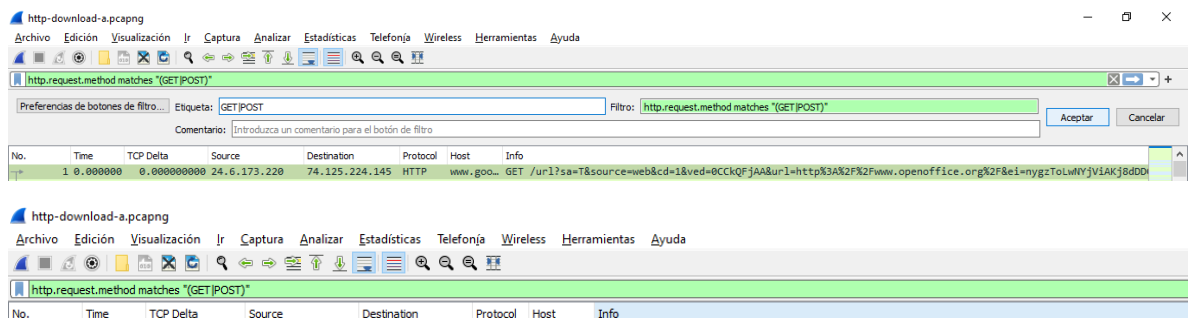 http-download-a.pcapng
Archivo Edición Visualización Ir Captura Analizar Estadísticas Telefonía Wireless Herramientas Ayuda
http.request.method matches "(GET|POST)"
Preferencias de botones de filtro... Etiqueta: GET|POST Filtro: http.request.method matches "(GET|POST)" Aceptar Cancelar
Comentario: Introduzca un comentario para el botón de filtro
No. Time TCP Delta Source Destination Protocol Host Info
1 0.000000 0.000000000 24.6.173.220 74.125.224.145 HTTP www.goo… GET /url?sa=T&source=web&cd=1&ved=0CCkQFjAA&url=http%3A%2F%2Fwww.openoffice.org%2F&ei=nygzToLwNYjViAKj8dDD
http-download-a.pcapng
Archivo Edición Visualización Ir Captura Analizar Estadísticas Telefonía Wireless Herramientas Ayuda
http.request.method matches "(GET|POST)"
No. Time TCP Delta Source Destination Protocol Host Info